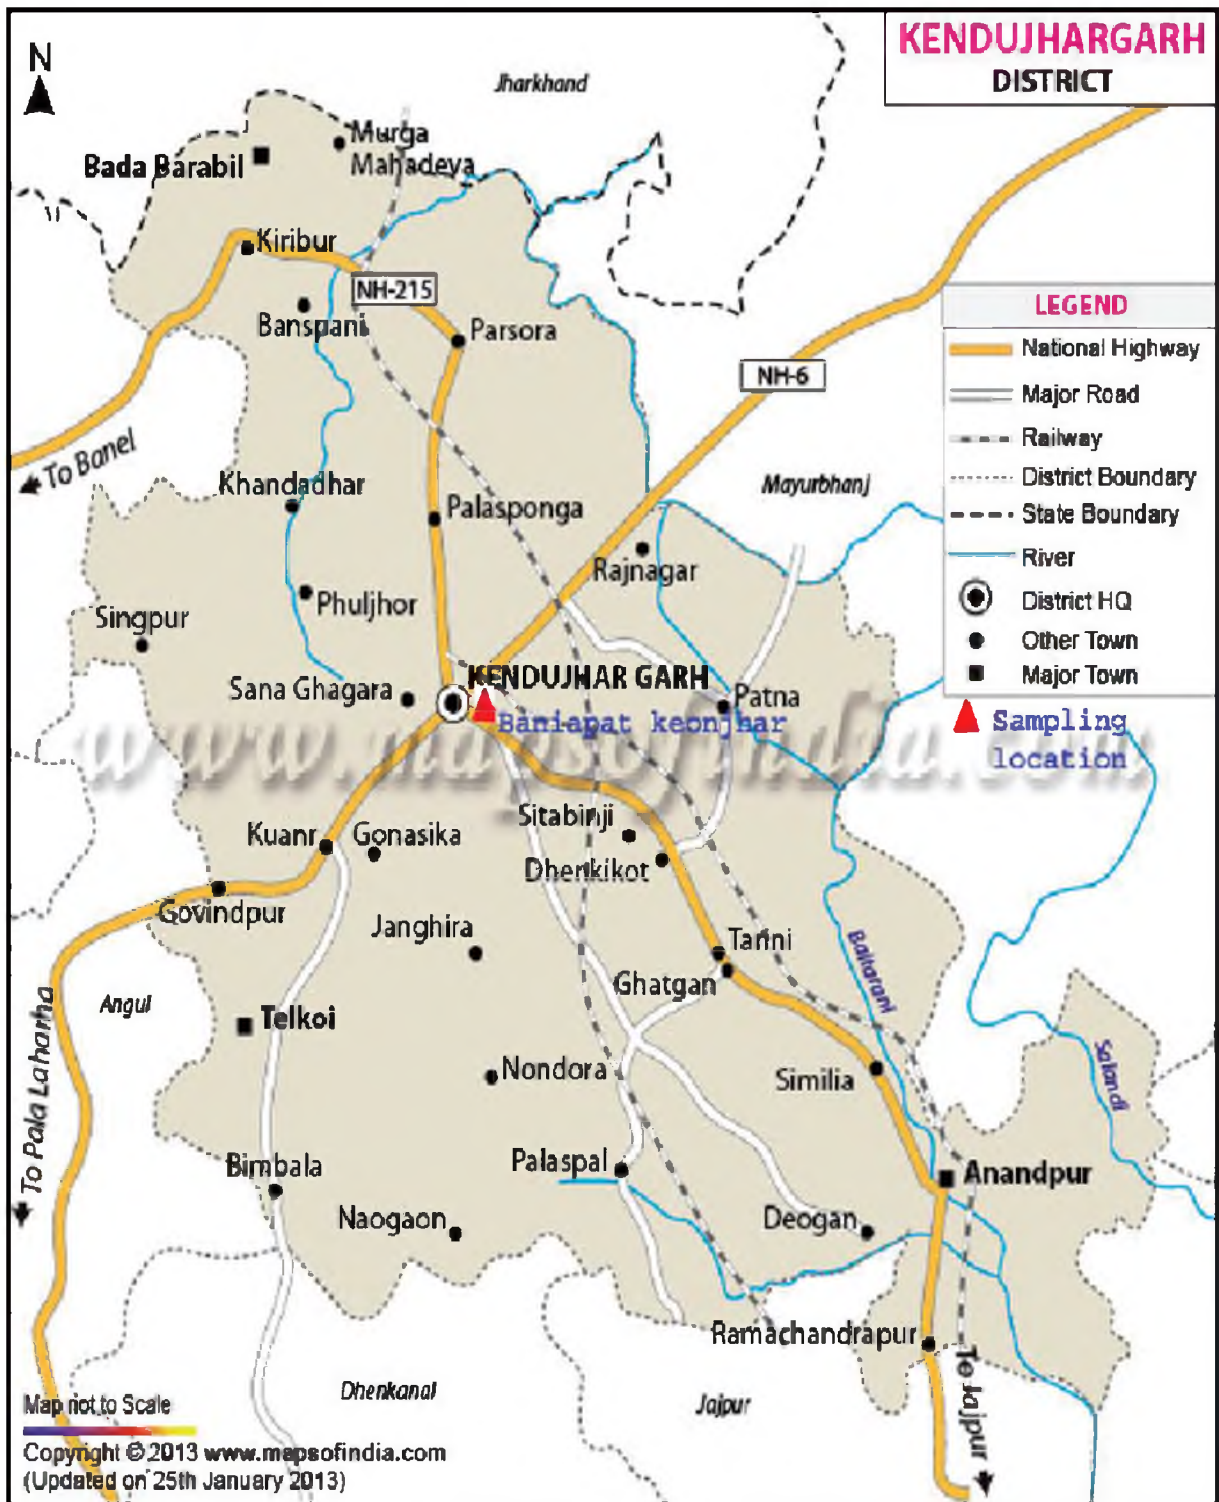 KENDUJHARGARH
DISTRICT
N
Jharkhand
Murga
Mahadeva
Bada Barabil
Kiribur
NH-215
Banspani
Parsora
LEGEND
National Highway
Major Road
Railway
District Boundary
State Boundary
River
District HQ
Other Town
Major Town
Sampling
location
NH-6
To Banel
Khandadhar
Palasponga
Mayurbhanj
Rajnagar
Phuljhor
Singpur
KENDUJHAR GARH
Sana Ghagara
Patna
Baniapat keonjhar
www.mapsofindia.com
Sitabinji
Kuanr
Gonasika
Dhenkikot
Govindpur
Janghira
Tarini
Baitarani
Ghatgan
Angul
Telkoi
To Pala Laharha
Nondora
Similia
Salandi
Bimbala
Palaspal
Anandpur
Naogaon
Deogan
Ramachandrapur
To Jajpur
Dhenkanal
Jajpur
Map not to Scale
Copyright © 2013 www.mapsofindia.com
(Updated on 25th January 2013)